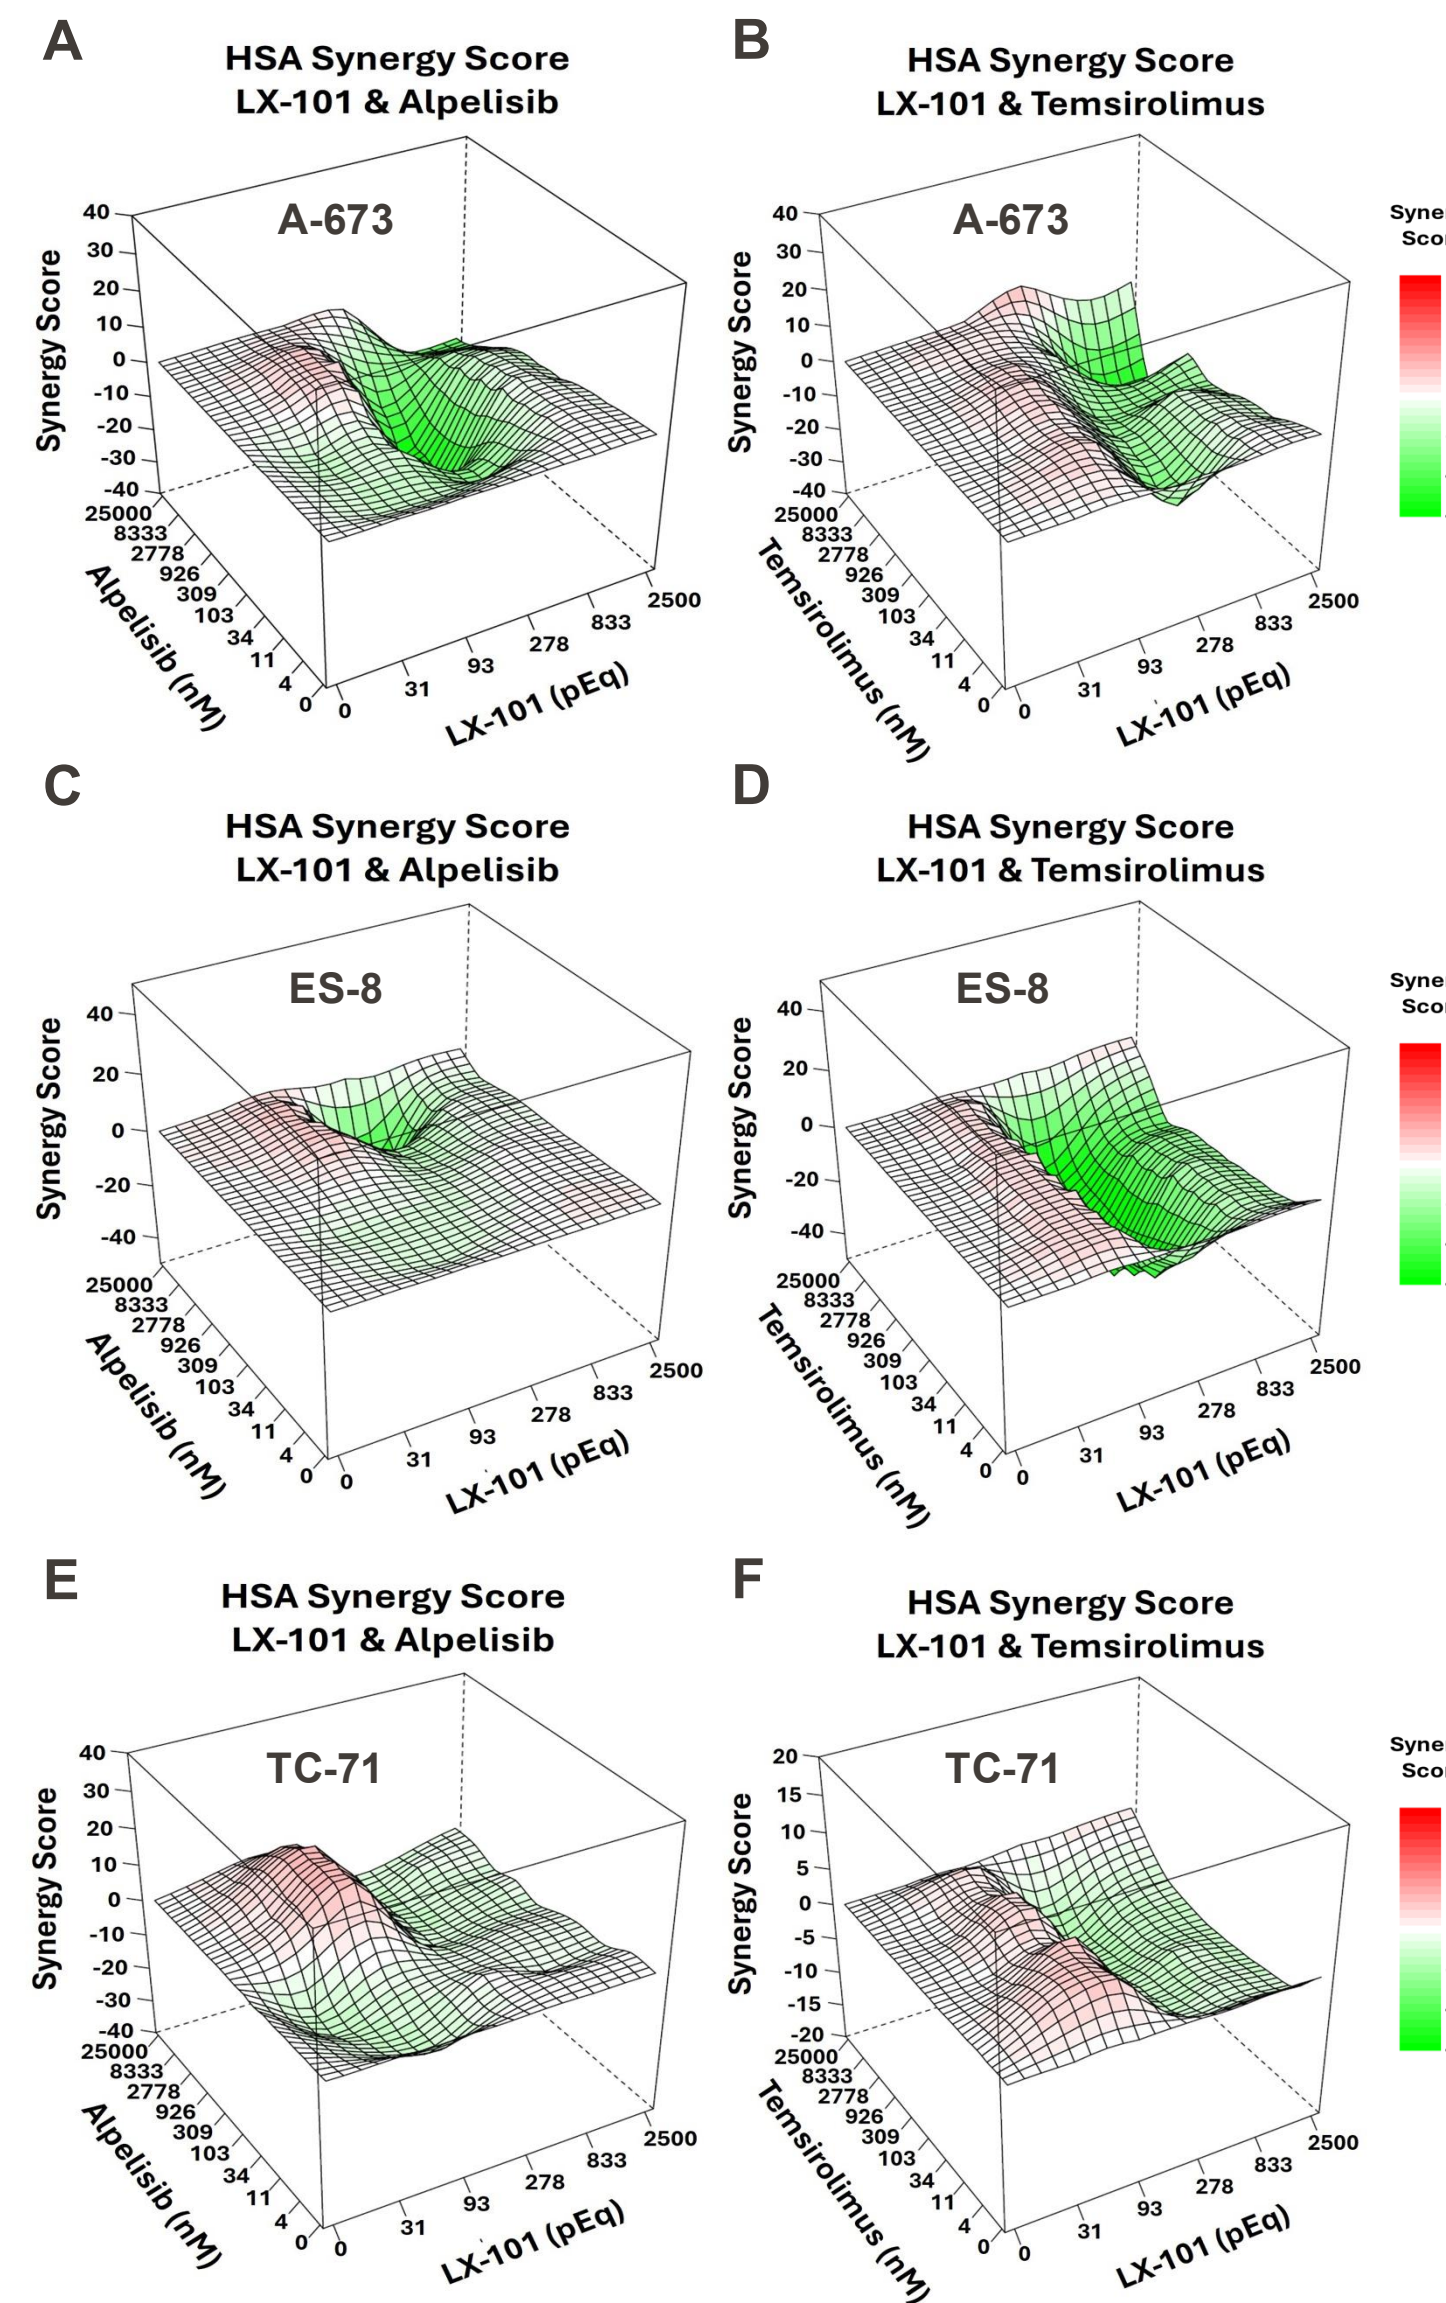 A
HSA Synergy Score
LX-101 & Alpelisib
A-673
Synergy Score
40
30
20
10
0
-10
-20
-30
-40
25000
8333
2778
926
309
103
34
11
4
0
Alpelisib (nM)
0
31
93
278
833
2500
LX-101 (pEq)
B
HSA Synergy Score
LX-101 & Temsirolimus
A-673
Synergy Score
40
30
20
10
0
-10
-20
-30
-40
25000
8333
2778
926
309
103
34
11
4
0
Temsirolimus (nM)
0
31
93
278
833
2500
LX-101 (pEq)
Syner
Scor
C
HSA Synergy Score
LX-101 & Alpelisib
ES-8
Synergy Score
40
20
0
-20
-40
25000
8333
2778
926
309
103
34
11
4
0
Alpelisib (nM)
0
31
93
278
833
2500
LX-101 (pEq)
D
HSA Synergy Score
LX-101 & Temsirolimus
ES-8
Synergy Score
40
20
0
-20
-40
25000
8333
2778
926
309
103
34
11
4
0
Temsirolimus (nM)
0
31
93
278
833
2500
LX-101 (pEq)
Syner
Scor
E
HSA Synergy Score
LX-101 & Alpelisib
TC-71
Synergy Score
40
30
20
10
0
-10
-20
-30
-40
25000
8333
2778
926
309
103
34
11
4
0
Alpelisib (nM)
0
31
93
278
833
2500
LX-101 (pEq)
F
HSA Synergy Score
LX-101 & Temsirolimus
TC-71
Synergy Score
20
15
10
5
0
-5
-10
-15
-20
25000
8333
2778
926
309
103
34
11
4
0
Temsirolimus (nM)
0
31
93
278
833
2500
LX-101 (pEq)
Syner
Scor